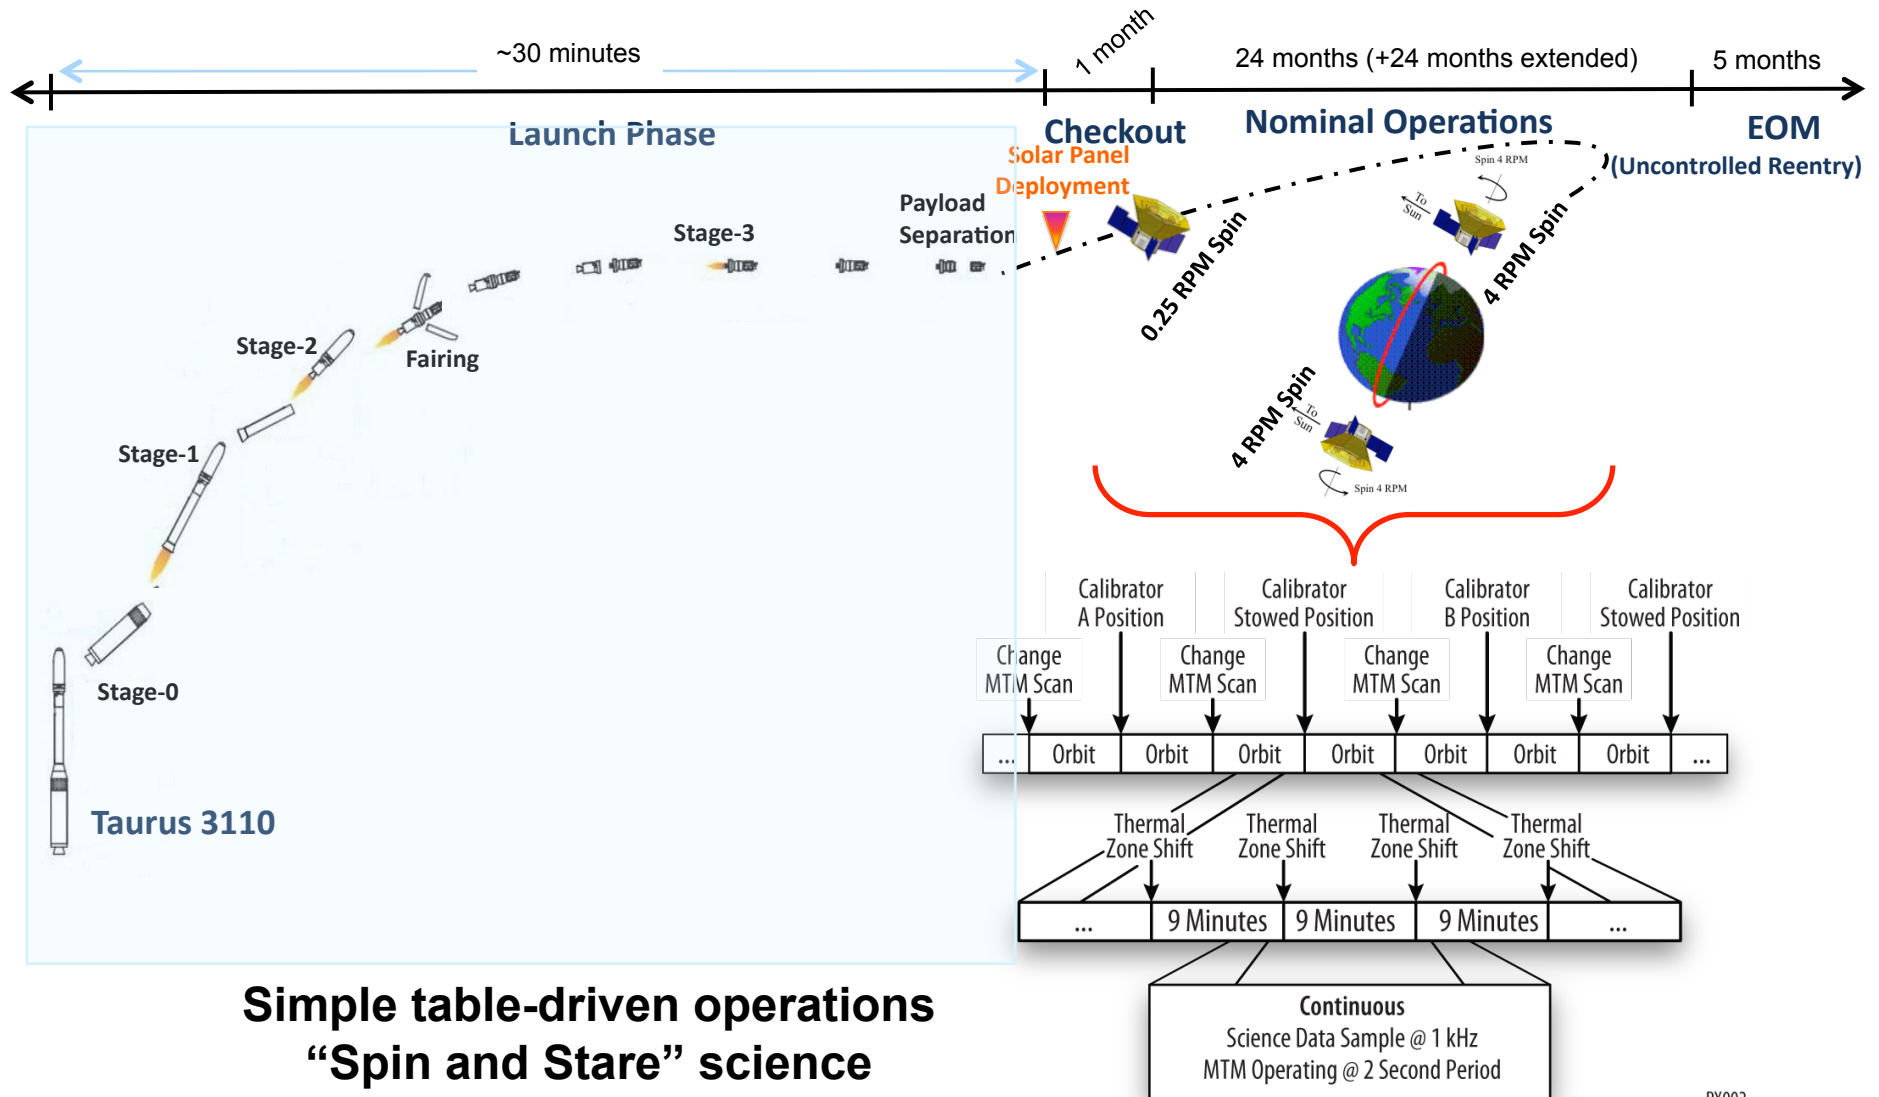 ~30 minutes
1 month
24 months (+24 months extended)
5 months
Launch Phase
Checkout
Nominal Operations
EOM
(Uncontrolled Reentry)
Solar Panel
Deployment
Payload
Separation
Stage-3
Stage-2
Fairing
Stage-1
Stage-0
Taurus 3110
0.25 RPM Spin
Spin 4 RPM
To
Sun
4 RPM Spin
4 RPM Spin
To
Sun
Spin 4 RPM
Calibrator
A Position
Calibrator
Stowed Position
Calibrator
B Position
Calibrator
Stowed Position
Change
MTM Scan
Change
MTM Scan
Change
MTM Scan
Change
MTM Scan
... Orbit Orbit Orbit Orbit Orbit Orbit Orbit ...
Thermal
Zone Shift
Thermal
Zone Shift
Thermal
Zone Shift
Thermal
Zone Shift
... 9 Minutes 9 Minutes 9 Minutes ...
Continuous
Science Data Sample @ 1 kHz
MTM Operating @ 2 Second Period
Simple table-driven operations
“Spin and Stare” science